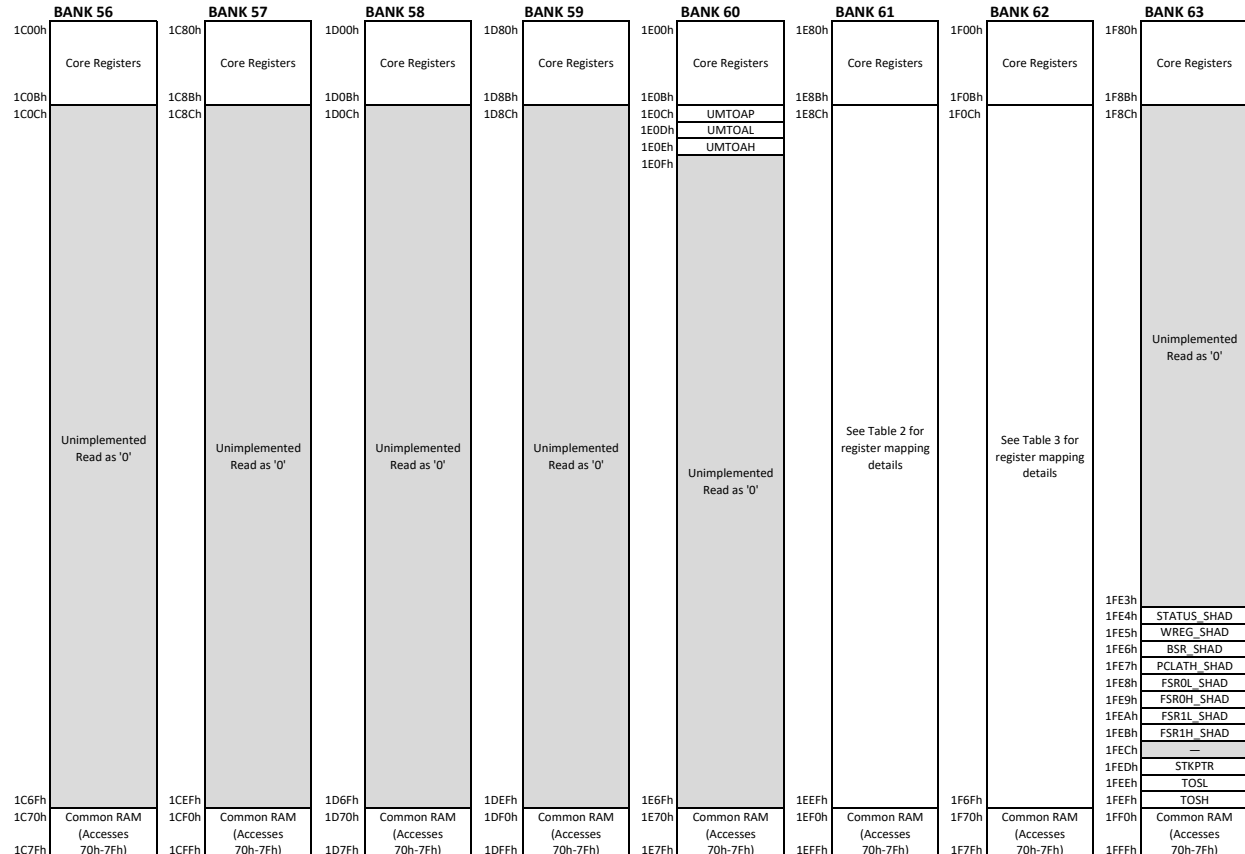 BANK 56 BANK 57 BANK 58 BANK 59 BANK 60 BANK 61 BANK 62 BANK 63
1C00h 1C80h 1D00h 1D80h 1E00h 1E80h 1F00h 1F80h
Core Registers Core Registers Core Registers Core Registers Core Registers Core Registers Core Registers Core Registers
1C0Bh 1C8Bh 1D0Bh 1D8Bh 1E0Bh 1E8Bh 1F0Bh 1F8Bh
1C0Ch 1C8Ch 1D0Ch 1D8Ch 1E0Ch UMTOAP 1E8Ch 1F0Ch 1F8Ch
1E0Dh UMTOAL
1E0Eh UMTOAH
1E0Fh
Unimplemented
Read as '0'
See Table 2 for See Table 3 for
Unimplemented Unimplemented Unimplemented Unimplemented register mapping register mapping
Read as '0' Read as '0' Read as '0' Read as '0' details details
Unimplemented
Read as '0'
1FE3h
1FE4h STATUS_SHAD
1FE5h WREG_SHAD
1FE6h BSR_SHAD
1FE7h PCLATH_SHAD
1FE8h FSR0L_SHAD
1FE9h FSR0H_SHAD
1FEAh FSR1L_SHAD
1FEBh FSR1H_SHAD
1FECh —
1FEDh STKPTR
1FEEh TOSL
1C6Fh 1CEFh 1D6Fh 1DEFh 1E6Fh 1EEFh 1F6Fh 1FEFh TOSH
1C70h Common RAM 1CF0h Common RAM 1D70h Common RAM 1DF0h Common RAM 1E70h Common RAM 1EF0h Common RAM 1F70h Common RAM 1FF0h Common RAM
(Accesses (Accesses (Accesses (Accesses (Accesses (Accesses (Accesses (Accesses
1C7Fh 70h-7Fh) 1CFFh 70h-7Fh) 1D7Fh 70h-7Fh) 1DFFh 70h-7Fh) 1E7Fh 70h-7Fh) 1EFFh 70h-7Fh) 1F7Fh 70h-7Fh) 1FFFh 70h-7Fh)